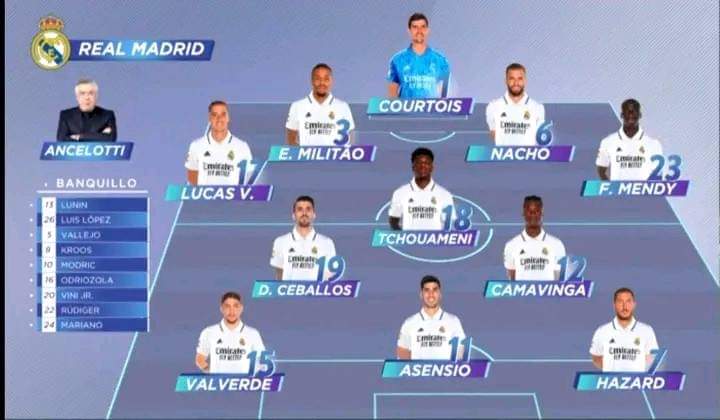 REAL MADRID
COURTOIS
3
E. MILITÃO
6
NACHO
ANCELOTTI
17
LUCAS V.
23
F. MENDY
BANQUILLO
13 LUNIN
26 LUIS LÓPEZ
5 VALLEJO
8 KROOS
10 MODRIC
16 ODRIOZOLA
20 VINI JR.
22 RÜDIGER
24 MARIANO
18
TCHOUAMENI
19
D. CEBALLOS
12
CAMAVINGA
15
VALVERDE
11
ASENSIO
7
HAZARD